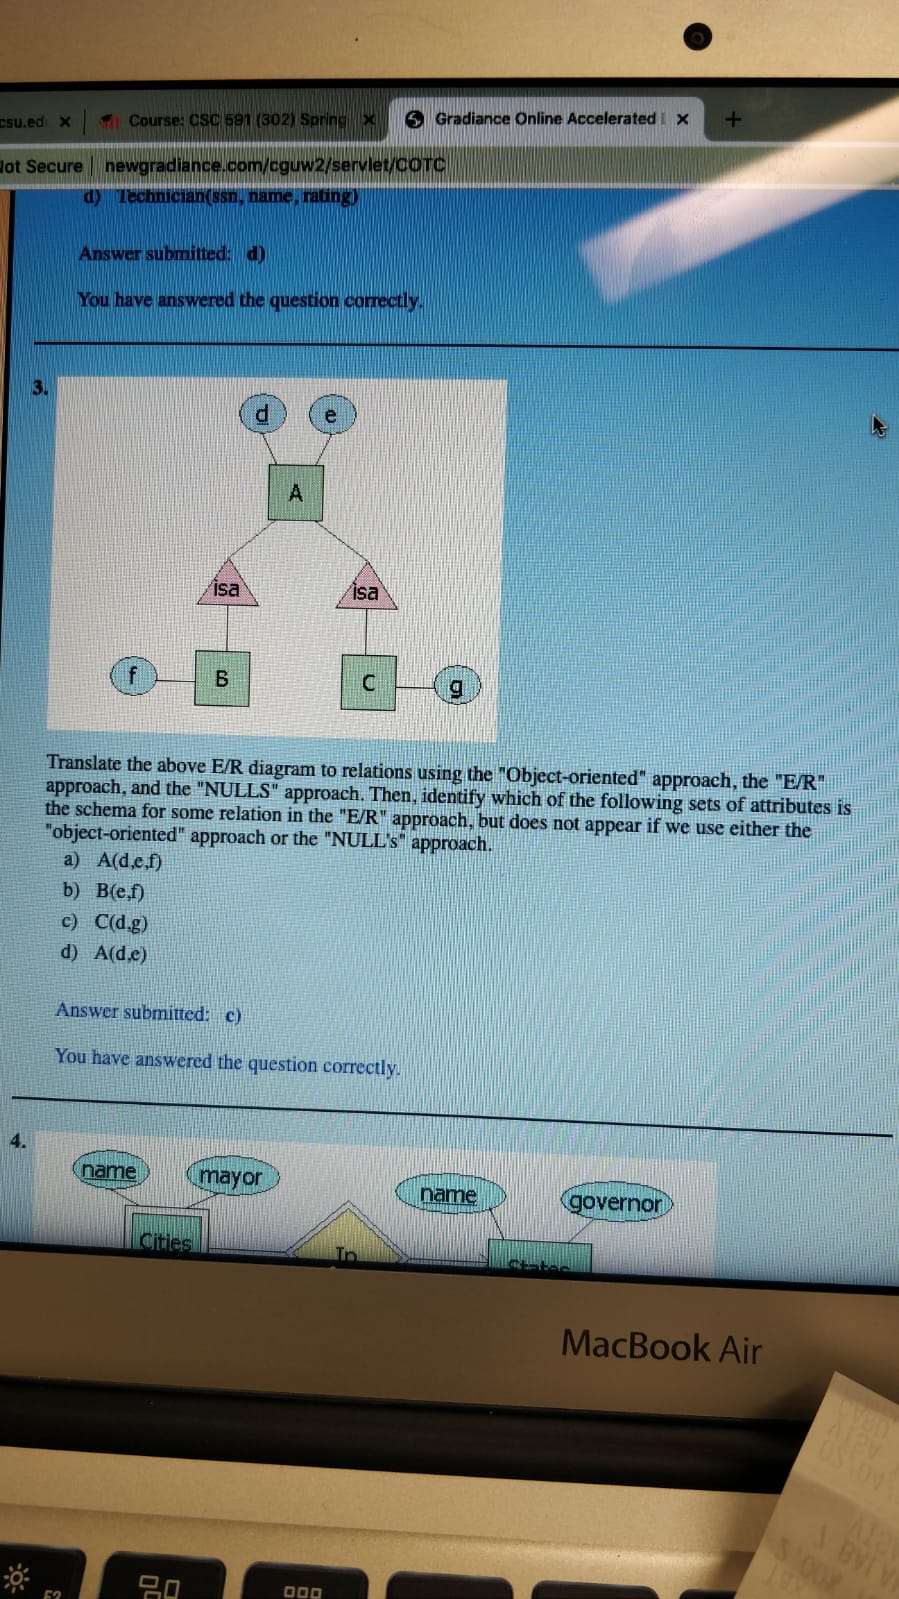 csu.ed
Course: CSC 591 (302) Spring
Gradiance Online Accelerated
Not Secure
newgradiance.com/cguw2/servlet/COTC
d) Technician(ssn, name, rating)
Answer submitted: d)
You have answered the question correctly.
3.
d
e
A
isa
isa
f
B
C
g
Translate the above E/R diagram to relations using the "Object-oriented" approach, the "E/R"
approach, and the "NULLS" approach. Then, identify which of the following sets of attributes is
the schema for some relation in the "E/R" approach, but does not appear if we use either the
"object-oriented" approach or the "NULL's" approach.
a) A(d,e,f)
b) B(e,f)
c) C(d,g)
d) A(d,e)
Answer submitted: c)
You have answered the question correctly.
4.
name
mayor
name
governor
Cities
In
States
MacBook Air
F2